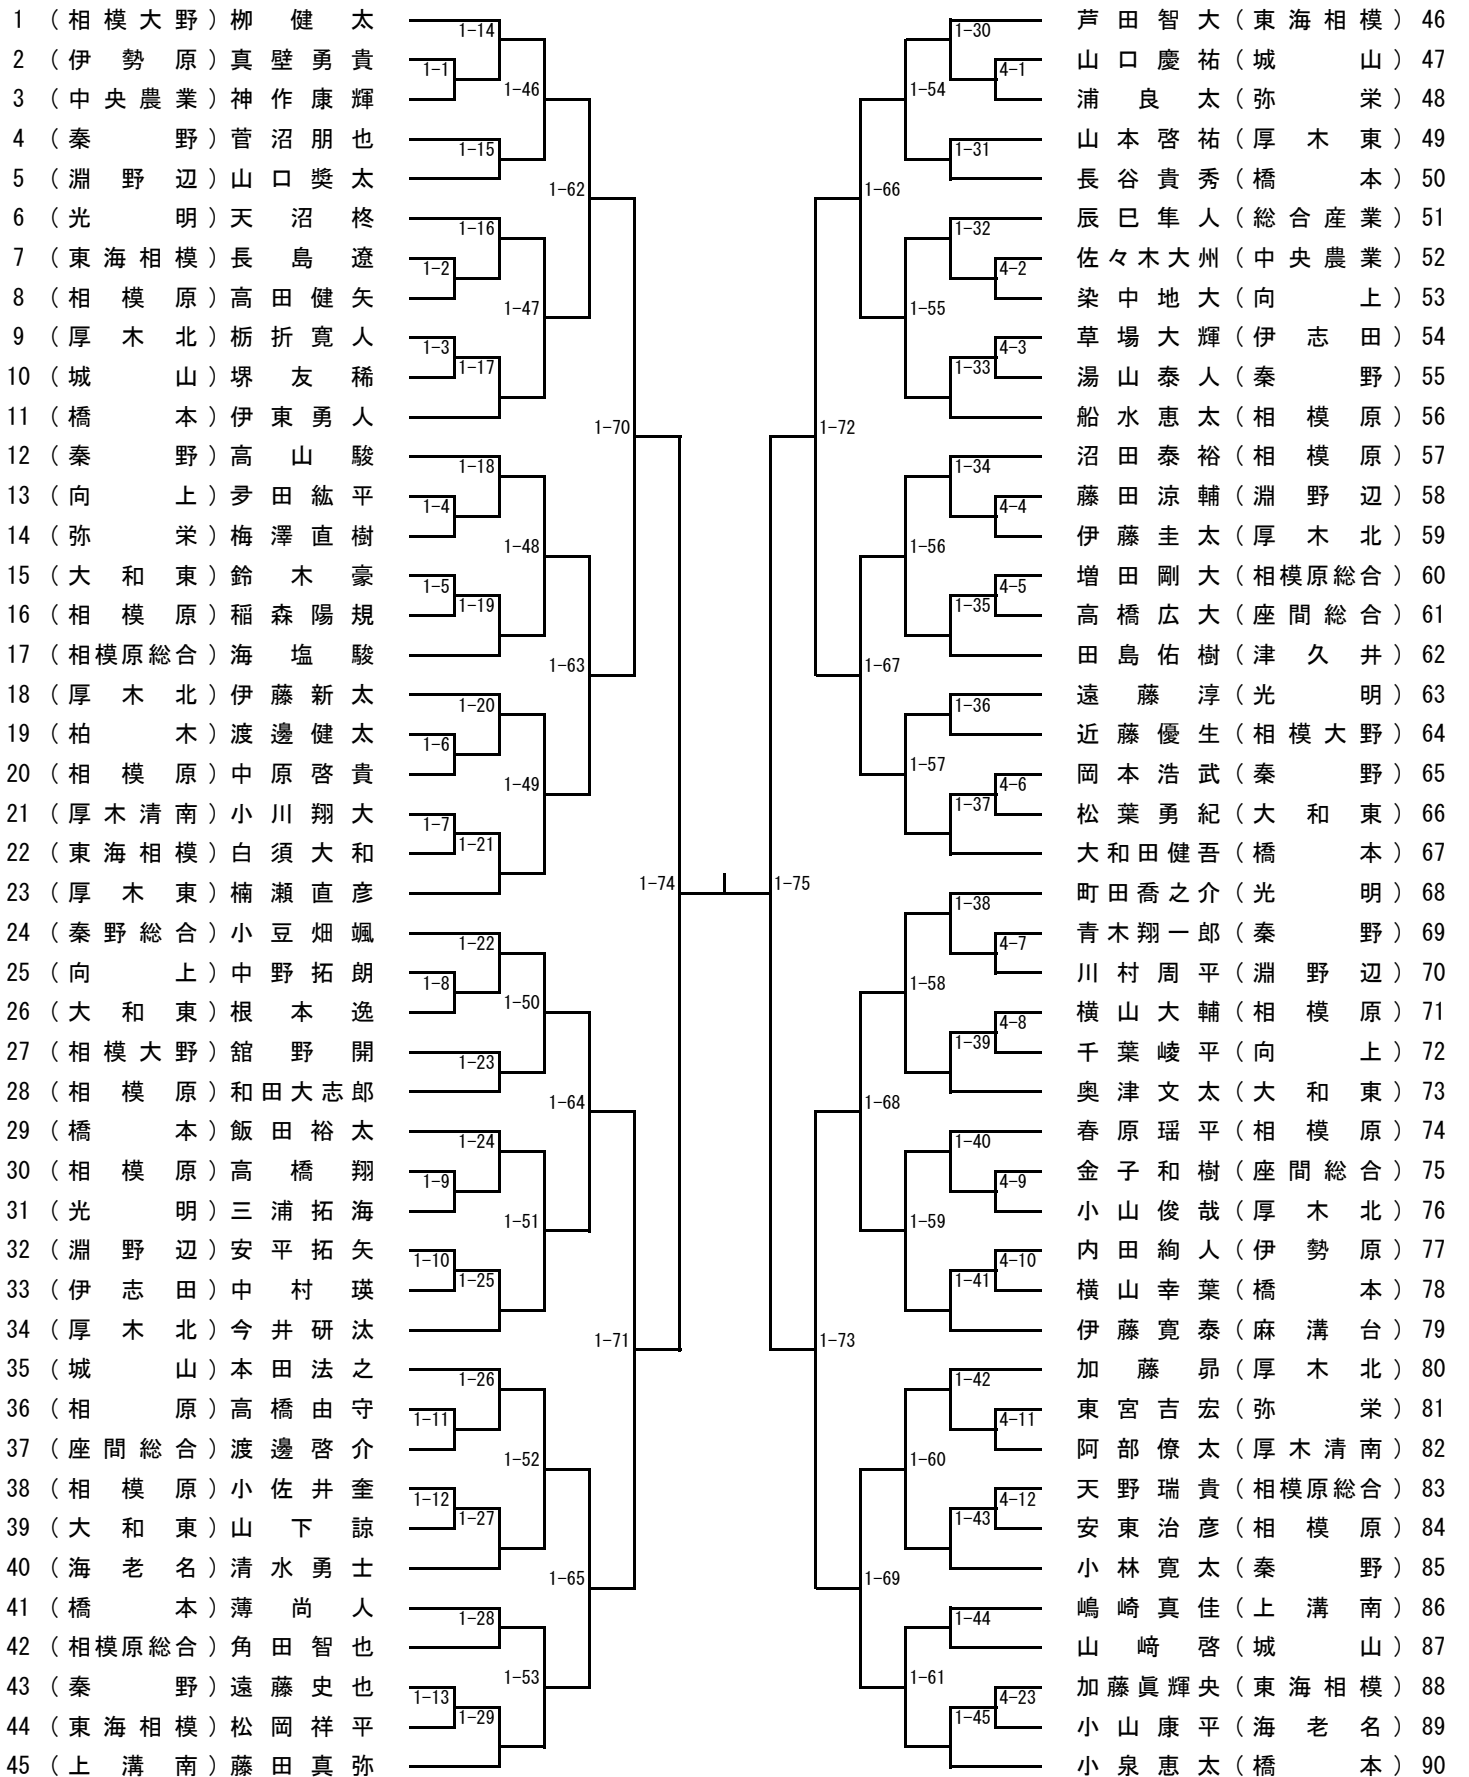 1 （相模大野）栁健太 1-14
2 （伊勢原）真壁勇貴 1-1
3 （中央農業）神作康輝 1-46
4 （秦野）菅沼朋也 1-15
5 （淵野辺）山口奬太 1-62
6 （光明）天沼柊 1-16
7 （東海相模）長島遼 1-2
8 （相模原）高田健矢 1-47
9 （厚木北）栃折寛人 1-3
10 （城山）堺友稀 1-17
11 （橋本）伊東勇人 1-70
12 （秦野）高山駿 1-18
13 （向上）夛田紘平 1-4
14 （弥栄）梅澤直樹 1-48
15 （大和東）鈴木豪 1-5
16 （相模原）稲森陽規 1-19
17 （相模原総合）海塩駿 1-63
18 （厚木北）伊藤新太 1-20
19 （柏木）渡邊健太 1-6
20 （相模原）中原啓貴 1-49
21 （厚木清南）小川翔大 1-7
22 （東海相模）白須大和 1-21
23 （厚木東）楠瀬直彦 1-74
24 （秦野総合）小豆畑颯 1-22
25 （向上）中野拓朗 1-8
26 （大和東）根本逸 1-50
27 （相模大野）舘野開 1-23
28 （相模原）和田大志郎 1-64
29 （橋本）飯田裕太 1-24
30 （相模原）高橋翔 1-9
31 （光明）三浦拓海 1-51
32 （淵野辺）安平拓矢 1-10
33 （伊志田）中村瑛 1-25
34 （厚木北）今井研汰 1-71
35 （城山）本田法之 1-26
36 （相原）高橋由守 1-11
37 （座間総合）渡邊啓介 1-52
38 （相模原）小佐井奎 1-12
39 （大和東）山下諒 1-27
40 （海老名）清水勇士 1-65
41 （橋本）薄尚人 1-28
42 （相模原総合）角田智也 1-53
43 （秦野）遠藤史也 1-13
44 （東海相模）松岡祥平 1-29
45 （上溝南）藤田真弥
1-30 芦田智大（東海相模）46
4-1 山口慶祐（城山）47
1-54 浦良太（弥栄）48
1-31 山本啓祐（厚木東）49
1-66 長谷貴秀（橋本）50
1-32 辰巳隼人（総合産業）51
4-2 佐々木大州（中央農業）52
1-55 染中地大（向上）53
4-3 草場大輝（伊志田）54
1-33 湯山泰人（秦野）55
1-72 船水恵太（相模原）56
1-34 沼田泰裕（相模原）57
4-4 藤田涼輔（淵野辺）58
1-56 伊藤圭太（厚木北）59
4-5 増田剛大（相模原総合）60
1-35 高橋広大（座間総合）61
1-67 田島佑樹（津久井）62
1-36 遠藤淳（光明）63
1-57 近藤優生（相模大野）64
4-6 岡本浩武（秦野）65
1-37 松葉勇紀（大和東）66
1-75 大和田健吾（橋本）67
1-38 町田喬之介（光明）68
4-7 青木翔一郎（秦野）69
1-58 川村周平（淵野辺）70
4-8 横山大輔（相模原）71
1-39 千葉崚平（向上）72
1-68 奥津文太（大和東）73
1-40 春原瑶平（相模原）74
4-9 金子和樹（座間総合）75
1-59 小山俊哉（厚木北）76
4-10 内田絢人（伊勢原）77
1-41 横山幸葉（橋本）78
1-73 伊藤寛泰（麻溝台）79
1-42 加藤昴（厚木北）80
4-11 東宮吉宏（弥栄）81
1-60 阿部僚太（厚木清南）82
4-12 天野瑞貴（相模原総合）83
1-43 安東治彦（相模原）84
1-69 小林寛太（秦野）85
1-44 嶋崎真佳（上溝南）86
1-61 山﨑啓（城山）87
4-23 加藤眞輝央（東海相模）88
1-45 小山康平（海老名）89
小泉恵太（橋本）90